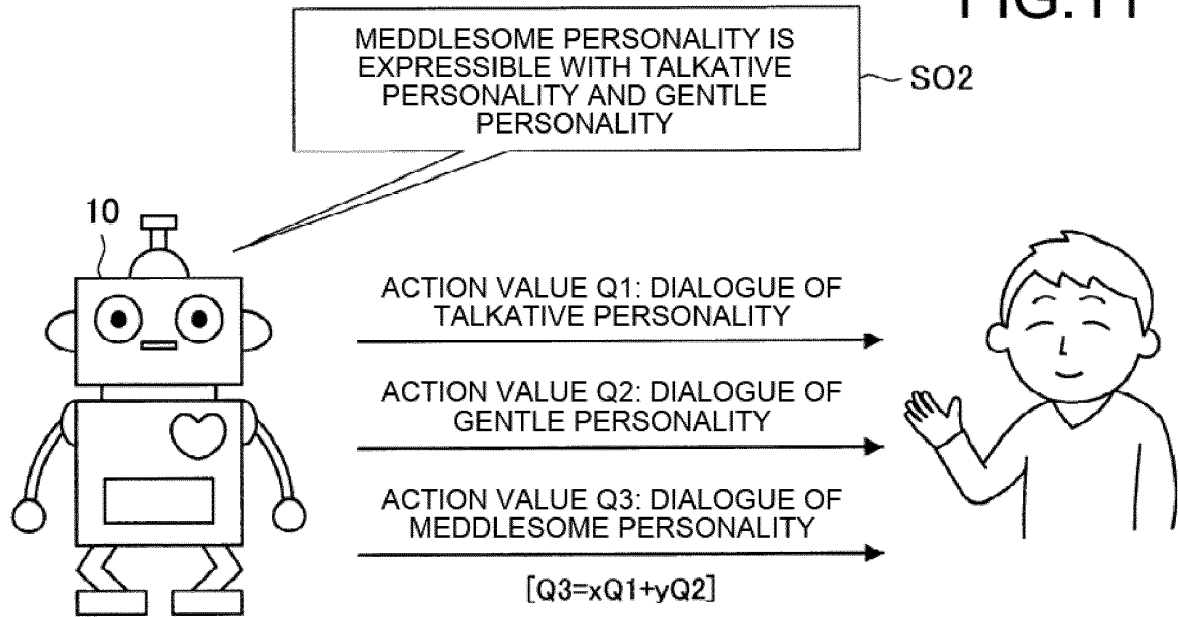 FIG.11
MEDDLESOME PERSONALITY IS
EXPRESSIBLE WITH TALKATIVE
PERSONALITY AND GENTLE
PERSONALITY
SO2
10
ACTION VALUE Q1: DIALOGUE OF
TALKATIVE PERSONALITY
ACTION VALUE Q2: DIALOGUE OF
GENTLE PERSONALITY
ACTION VALUE Q3: DIALOGUE OF
MEDDLESOME PERSONALITY
[Q3=xQ1+yQ2]